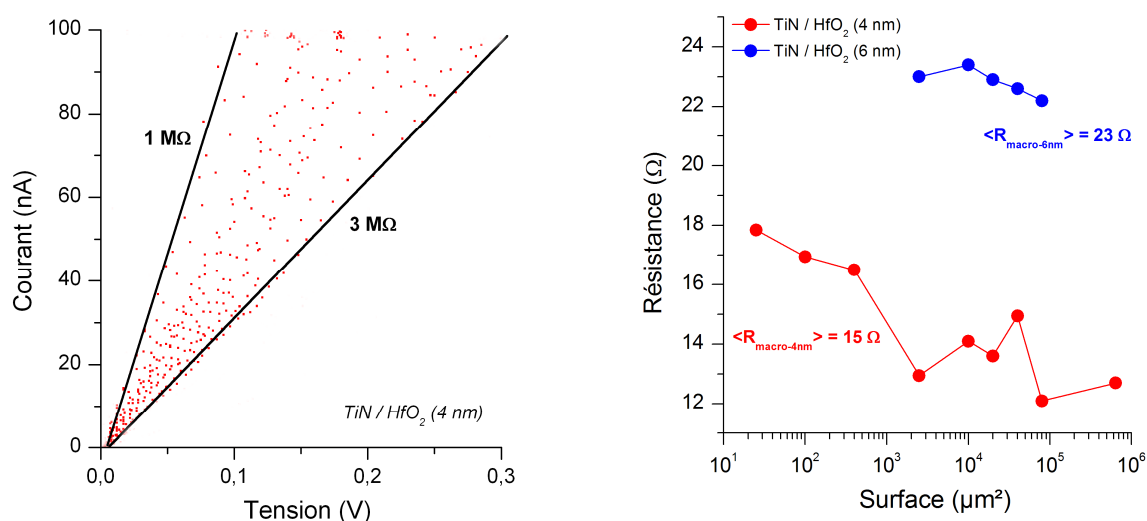 100
80
60
40
20
0
Courant (nA)
1 MΩ
3 MΩ
TiN / HfO₂ (4 nm)
0,0
0,1
0,2
0,3
Tension (V)
TiN / HfO₂ (4 nm)
TiN / HfO₂ (6 nm)
24
22
20
18
16
14
12
Résistance (Ω)
<R_macro-6nm> = 23 Ω
<R_macro-4nm> = 15 Ω
10¹
10²
10³
10⁴
10⁵
10⁶
Surface (µm²)